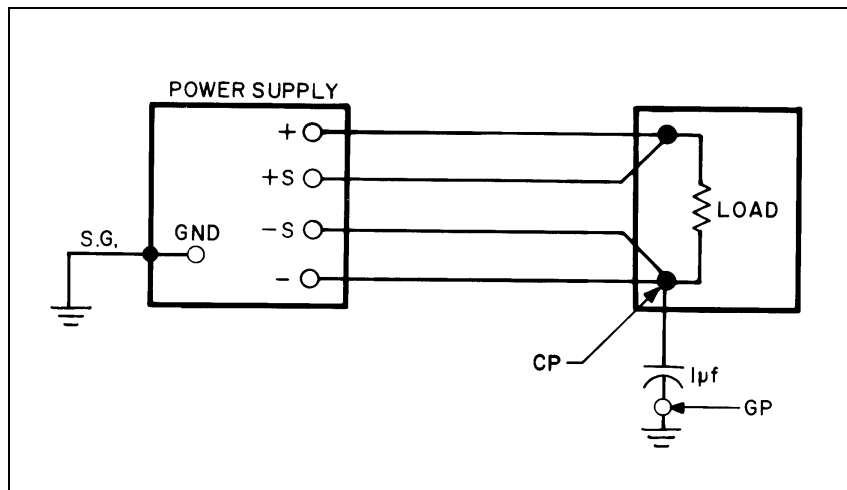 POWER SUPPLY
+
+S
-S
-
S.G.
GND
LOAD
CP
1µf
GP